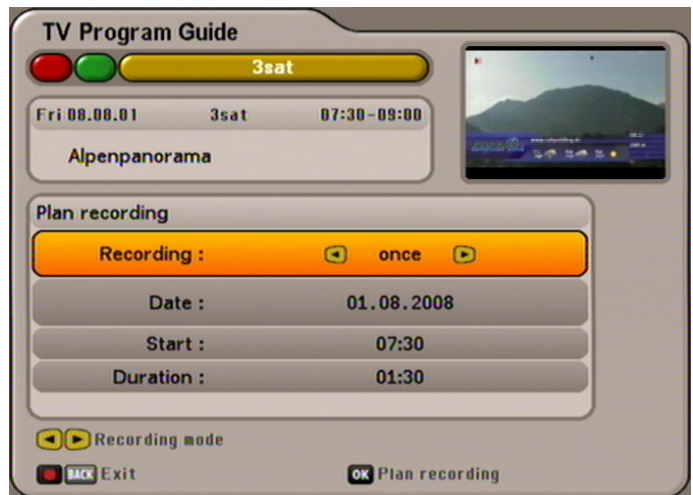 TV Program Guide
3sat
Fri 08.08.01 3sat 07:30-09:00
Alpenpanorama
Plan recording
Recording : once
Date : 01.08.2008
Start : 07:30
Duration : 01:30
Recording mode
BACK Exit OK Plan recording